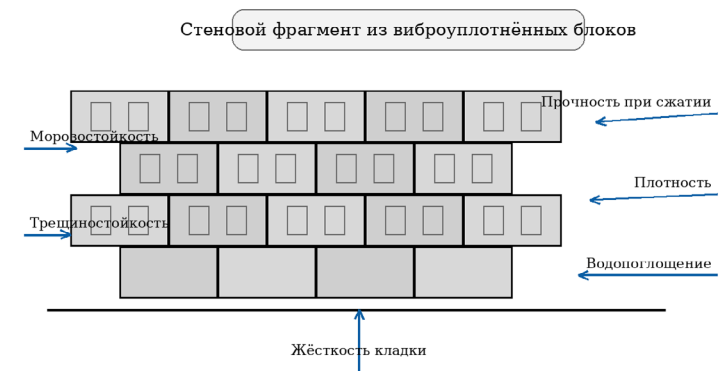 Стеновой фрагмент из виброуплотнённых блоков
Прочность при сжатии
Морозостойкость
Плотность
Трещиностойкость
Водопоглощение
Жёсткость кладки